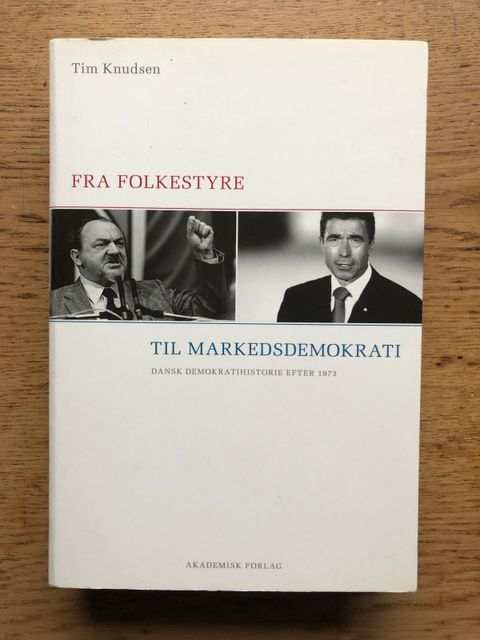 Tim Knudsen
FRA FOLKESTYRE
TIL MARKEDSDEMOKRATI
DANSK DEMOKRATIHISTORIE EFTER 1973
AKADEMISK FORLAG